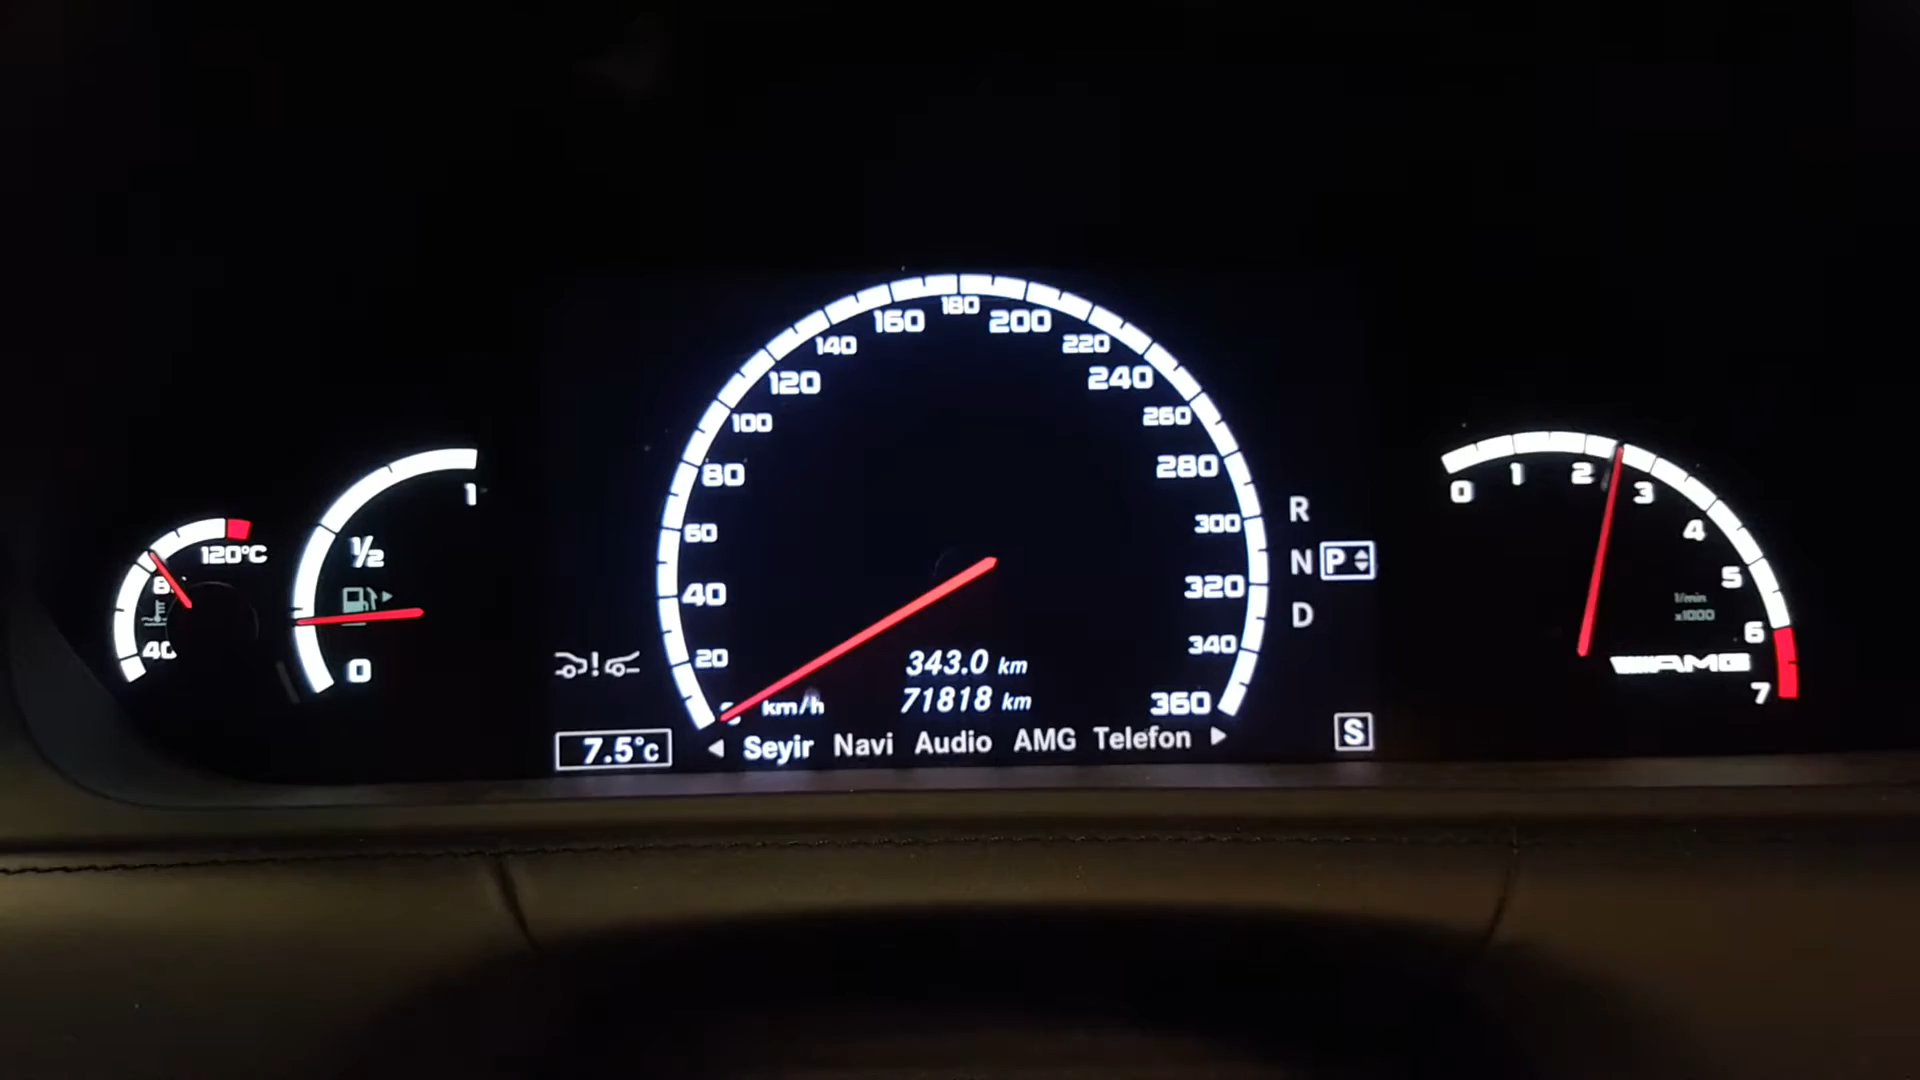 120°C
40
1
½
0
180
160
200
140
220
120
240
100
260
80
280
60
300
40
320
20
340
360
km/h
343.0 km
71818 km
7.5°c
Seyir Navi Audio AMG Telefon
R
N P
D
S
0
1
2
3
4
5
6
7
1/min
x1000
AMG